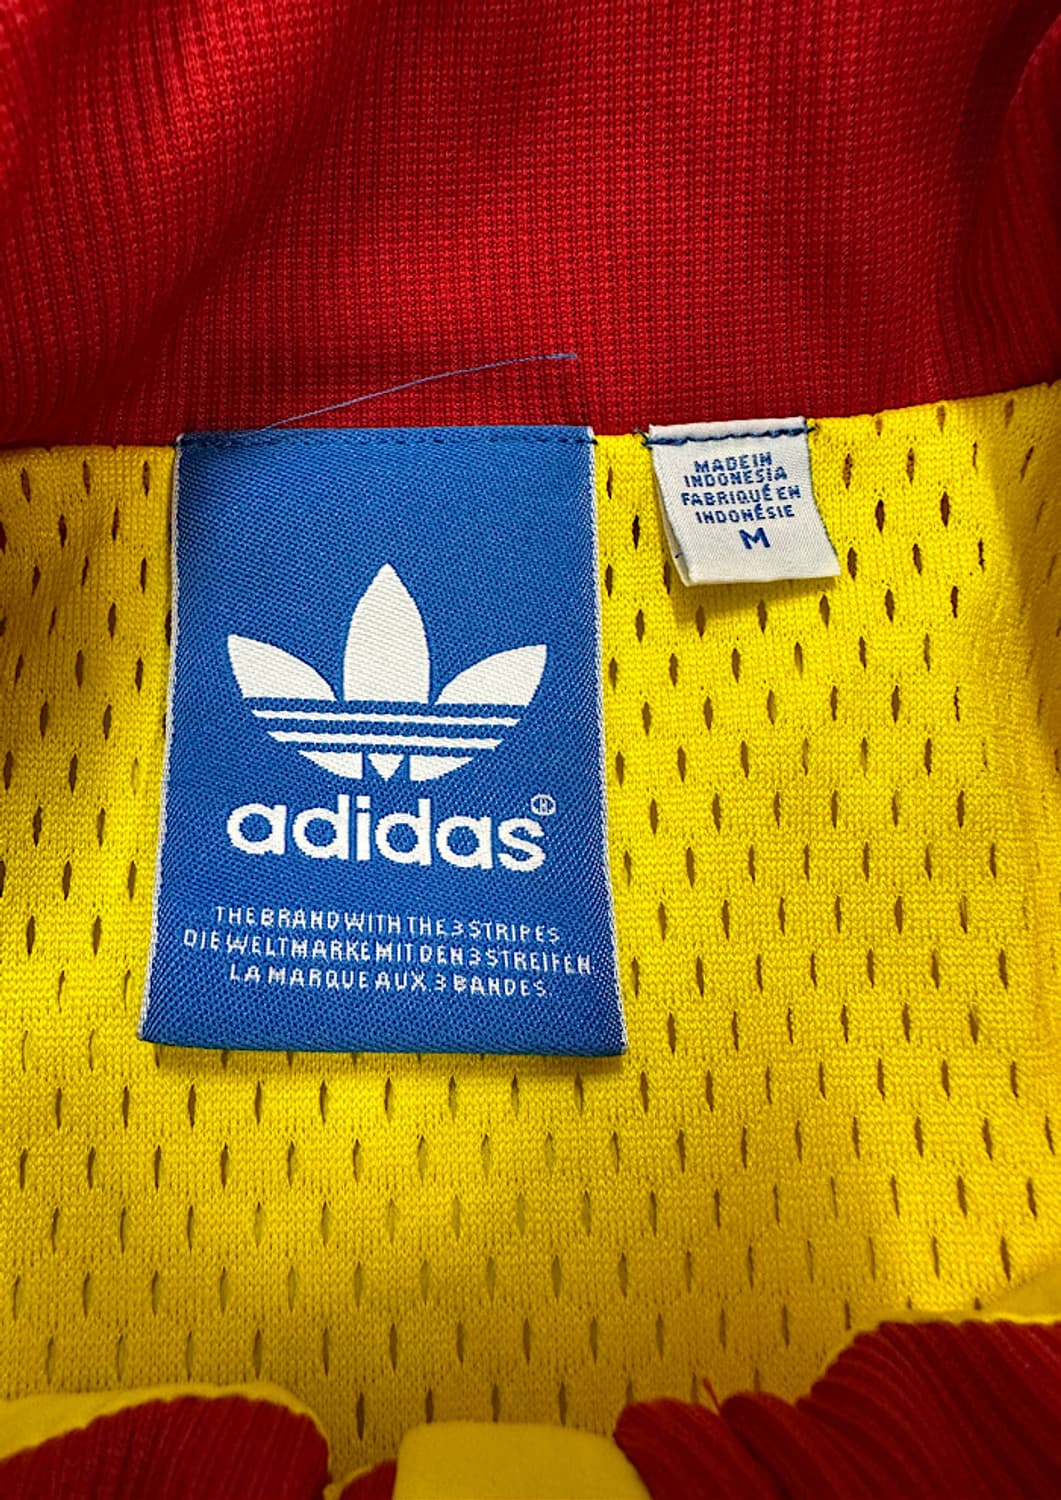 MADE IN
INDONESIA
FABRIQUÉ EN
INDONÉSIE
M
adidas®
THE BRAND WITH THE 3 STRIPES
DIE WELTMARKE MIT DEN 3 STREIFEN
LA MARQUE AUX 3 BANDES.